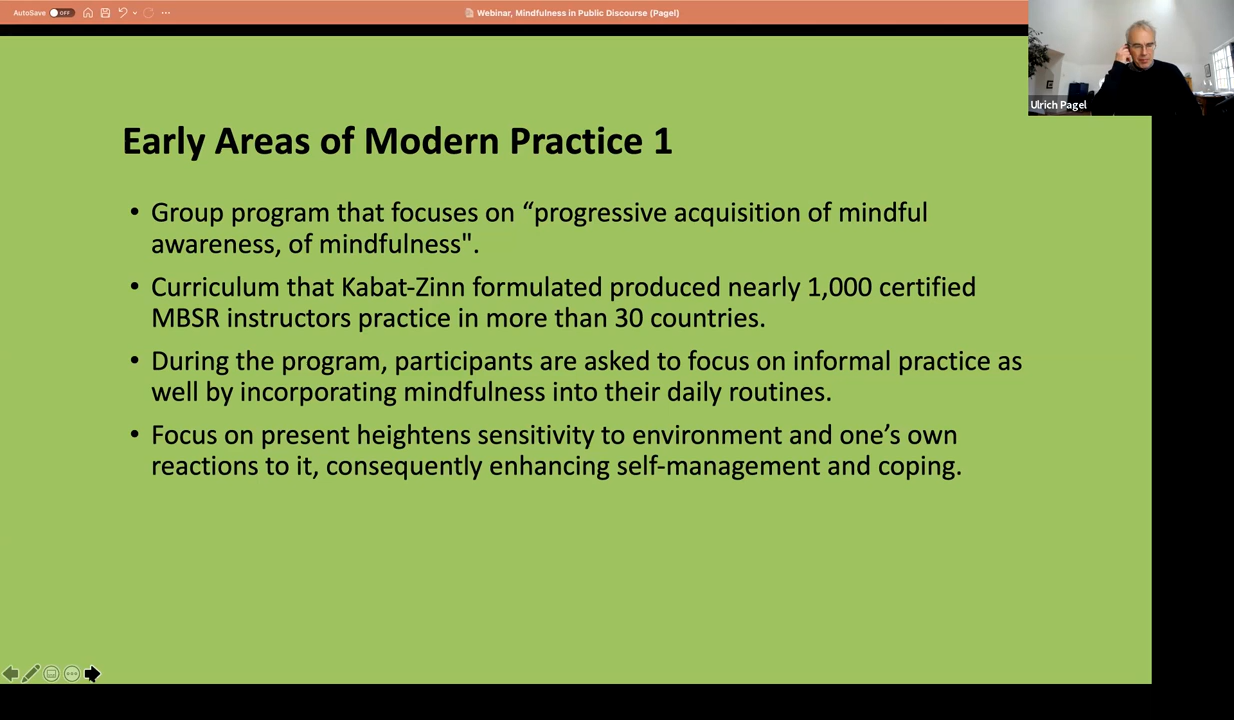 AutoSave OFF
Webinar, Mindfulness in Public Discourse (Pagel)
Ulrich Pagel
Early Areas of Modern Practice 1
• Group program that focuses on “progressive acquisition of mindful
awareness, of mindfulness".
• Curriculum that Kabat-Zinn formulated produced nearly 1,000 certified
MBSR instructors practice in more than 30 countries.
• During the program, participants are asked to focus on informal practice as
well by incorporating mindfulness into their daily routines.
• Focus on present heightens sensitivity to environment and one’s own
reactions to it, consequently enhancing self-management and coping.